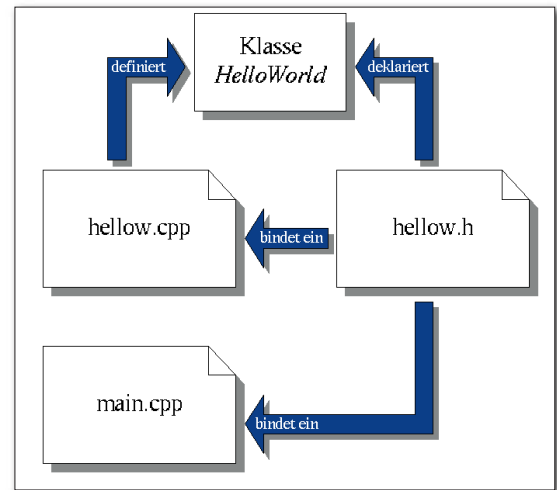 Klasse
HelloWorld
definiert
deklariert
hellow.cpp
bindet ein
hellow.h
main.cpp
bindet ein